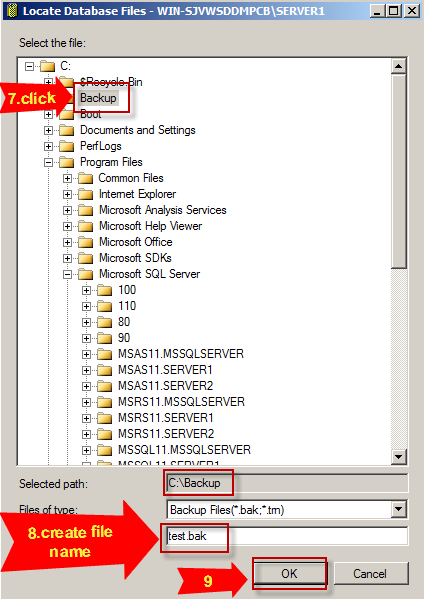 Locate Database Files - WIN-SJVWSDDMPCB\SERVER1
Select the file:
C:
$Recycle.Bin
7.click
Backup
Boot
Documents and Settings
PerfLogs
Program Files
Common Files
Internet Explorer
Microsoft Analysis Services
Microsoft Help Viewer
Microsoft Office
Microsoft SDKs
Microsoft SQL Server
100
110
80
90
MSAS11.MSSQLSERVER
MSAS11.SERVER1
MSAS11.SERVER2
MSRS11.MSSQLSERVER
MSRS11.SERVER1
MSRS11.SERVER2
MSSQL11.MSSQLSERVER
MSSQL11.SERVER1
Selected path:
C:\Backup
Files of type:
Backup Files(*.bak;*.trn)
8.create file
name
test.bak
9
OK
Cancel